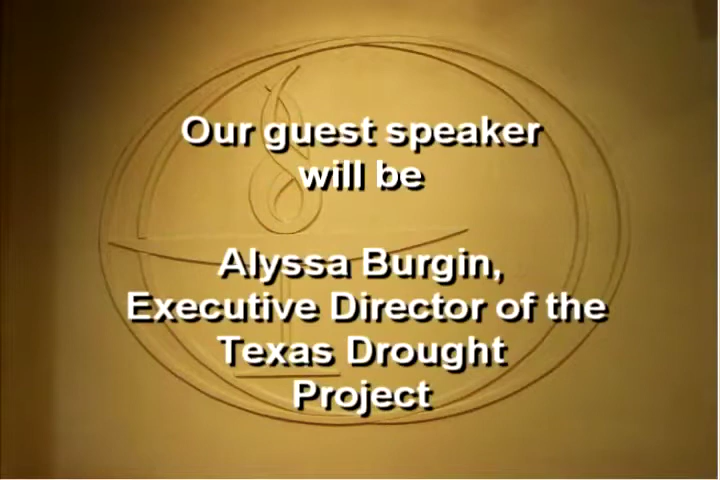 Our guest speaker
will be
Alyssa Burgin,
Executive Director of the
Texas Drought
Project